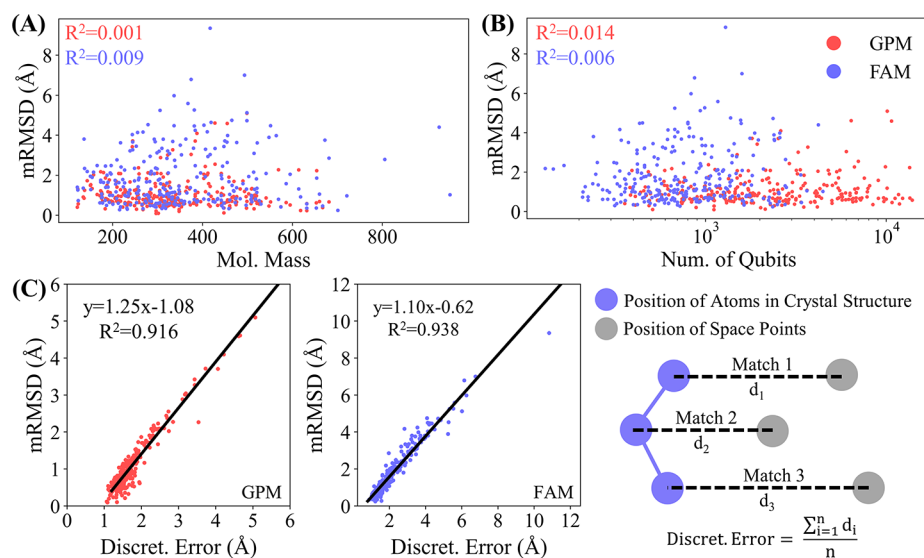 (A)
R²=0.001
R²=0.009
mRMSD (Å)
8
6
4
2
0
200
400
600
800
Mol. Mass
(B)
R²=0.014
R²=0.006
GPM
FAM
mRMSD (Å)
8
6
4
2
0
10³
10⁴
Num. of Qubits
(C)
y=1.25x-1.08
R²=0.916
mRMSD (Å)
6
5
4
3
2
1
0
GPM
0 1 2 3 4 5 6
Discret. Error (Å)
y=1.10x-0.62
R²=0.938
mRMSD (Å)
12
10
8
6
4
2
0
FAM
0 2 4 6 8 10 12
Discret. Error (Å)
Position of Atoms in Crystal Structure
Position of Space Points
Match 1
d₁
Match 2
d₂
Match 3
d₃
Discret. Error = \frac{\sum_{i=1}^{n} d_i}{n}